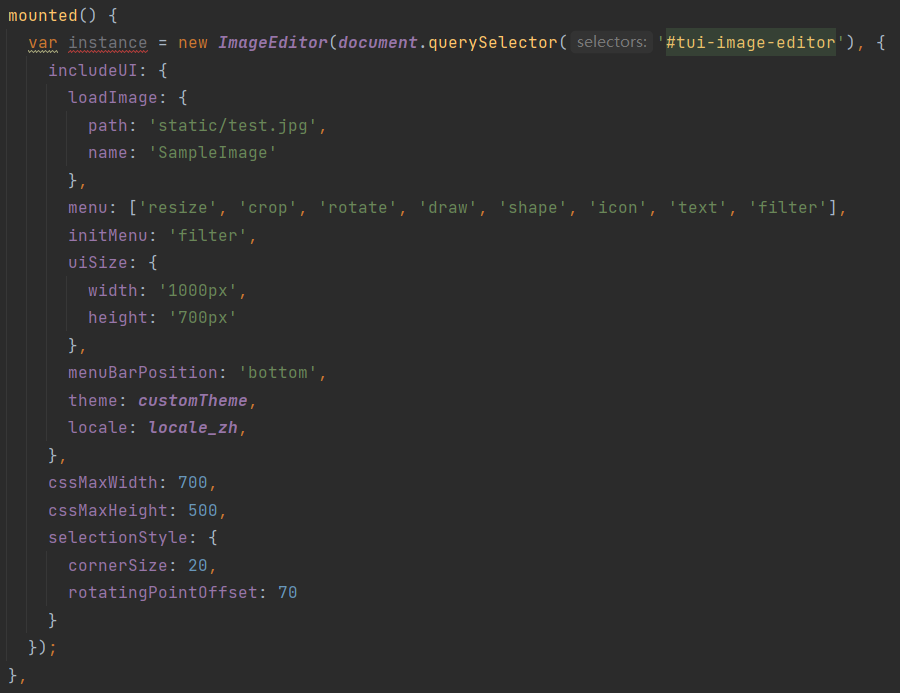 mounted() {
var instance = new ImageEditor(document.querySelector( selectors: '#tui-image-editor'), {
includeUI: {
loadImage: {
path: 'static/test.jpg',
name: 'SampleImage'
},
menu: ['resize', 'crop', 'rotate', 'draw', 'shape', 'icon', 'text', 'filter'],
initMenu: 'filter',
uiSize: {
width: '1000px',
height: '700px'
},
menuBarPosition: 'bottom',
theme: customTheme,
locale: locale_zh,
},
cssMaxWidth: 700,
cssMaxHeight: 500,
selectionStyle: {
cornerSize: 20,
rotatingPointOffset: 70
}
});
},